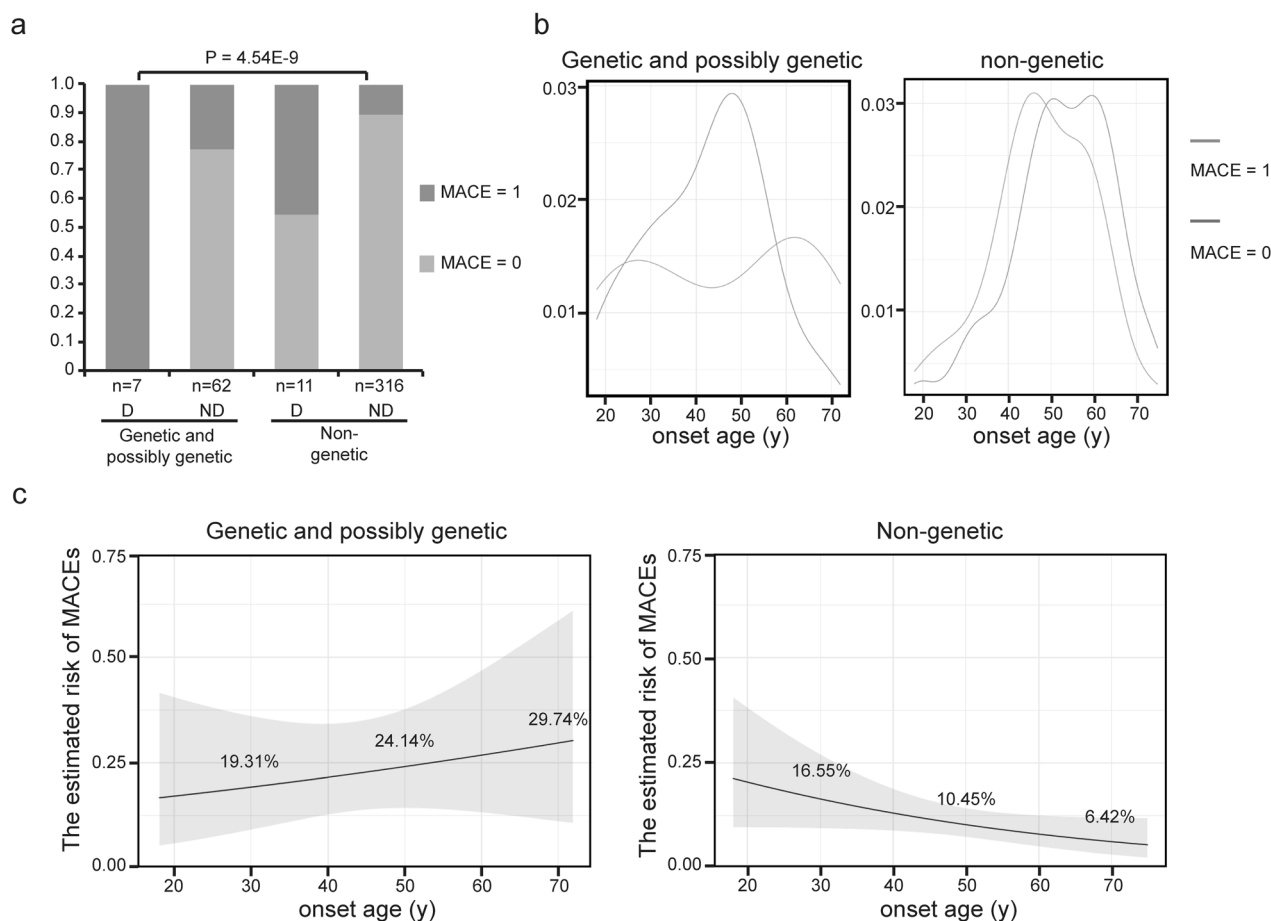 a
P = 4.54E-9
1.0
0.9
0.8
0.7
0.6
0.5
0.4
0.3
0.2
0.1
0
n=7 n=62 n=11 n=316
D ND D ND
Genetic and
possibly genetic
Non-
genetic
MACE = 1
MACE = 0
b
Genetic and possibly genetic
0.03
0.02
0.01
20 30 40 50 60 70
onset age (y)
non-genetic
0.03
0.02
0.01
20 30 40 50 60 70
onset age (y)
MACE = 1
MACE = 0
c
Genetic and possibly genetic
The estimated risk of MACEs
0.75
0.50
0.25
0.00
19.31%
24.14%
29.74%
20 30 40 50 60 70
onset age (y)
Non-genetic
The estimated risk of MACEs
0.75
0.50
0.25
0.00
16.55%
10.45%
6.42%
20 30 40 50 60 70
onset age (y)